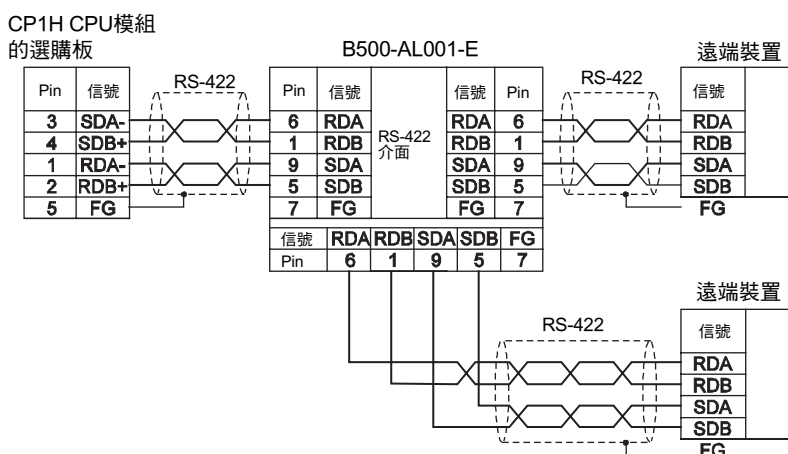 CP1H CPU模組
的選購板
B500-AL001-E
遠端裝置
Pin 信號
3 SDA-
4 SDB+
1 RDA-
2 RDB+
5 FG
RS-422
Pin 信號
6 RDA
1 RDB
9 SDA
5 SDB
7 FG
RS-422
介面
信號 Pin
RDA 6
RDB 1
SDA 9
SDB 5
FG 7
信號 RDA RDB SDA SDB FG
Pin 6 1 9 5 7
RS-422
信號
RDA
RDB
SDA
SDB
FG
遠端裝置
RS-422
信號
RDA
RDB
SDA
SDB
FG